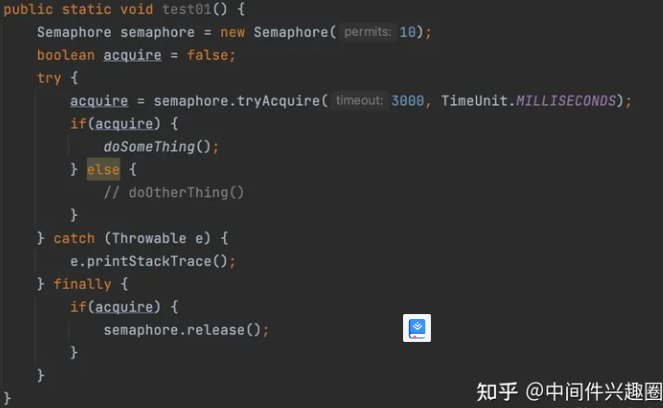 public static void test01() {
    Semaphore semaphore = new Semaphore( permits: 10);
    boolean acquire = false;
    try {
        acquire = semaphore.tryAcquire( timeout: 3000, TimeUnit.MILLISECONDS);
        if(acquire) {
            doSomeThing();
        } else {
            // doOtherThing()
        }
    } catch (Throwable e) {
        e.printStackTrace();
    } finally {
        if(acquire) {
            semaphore.release();
        }
    }
}
知乎 @中间件兴趣圈